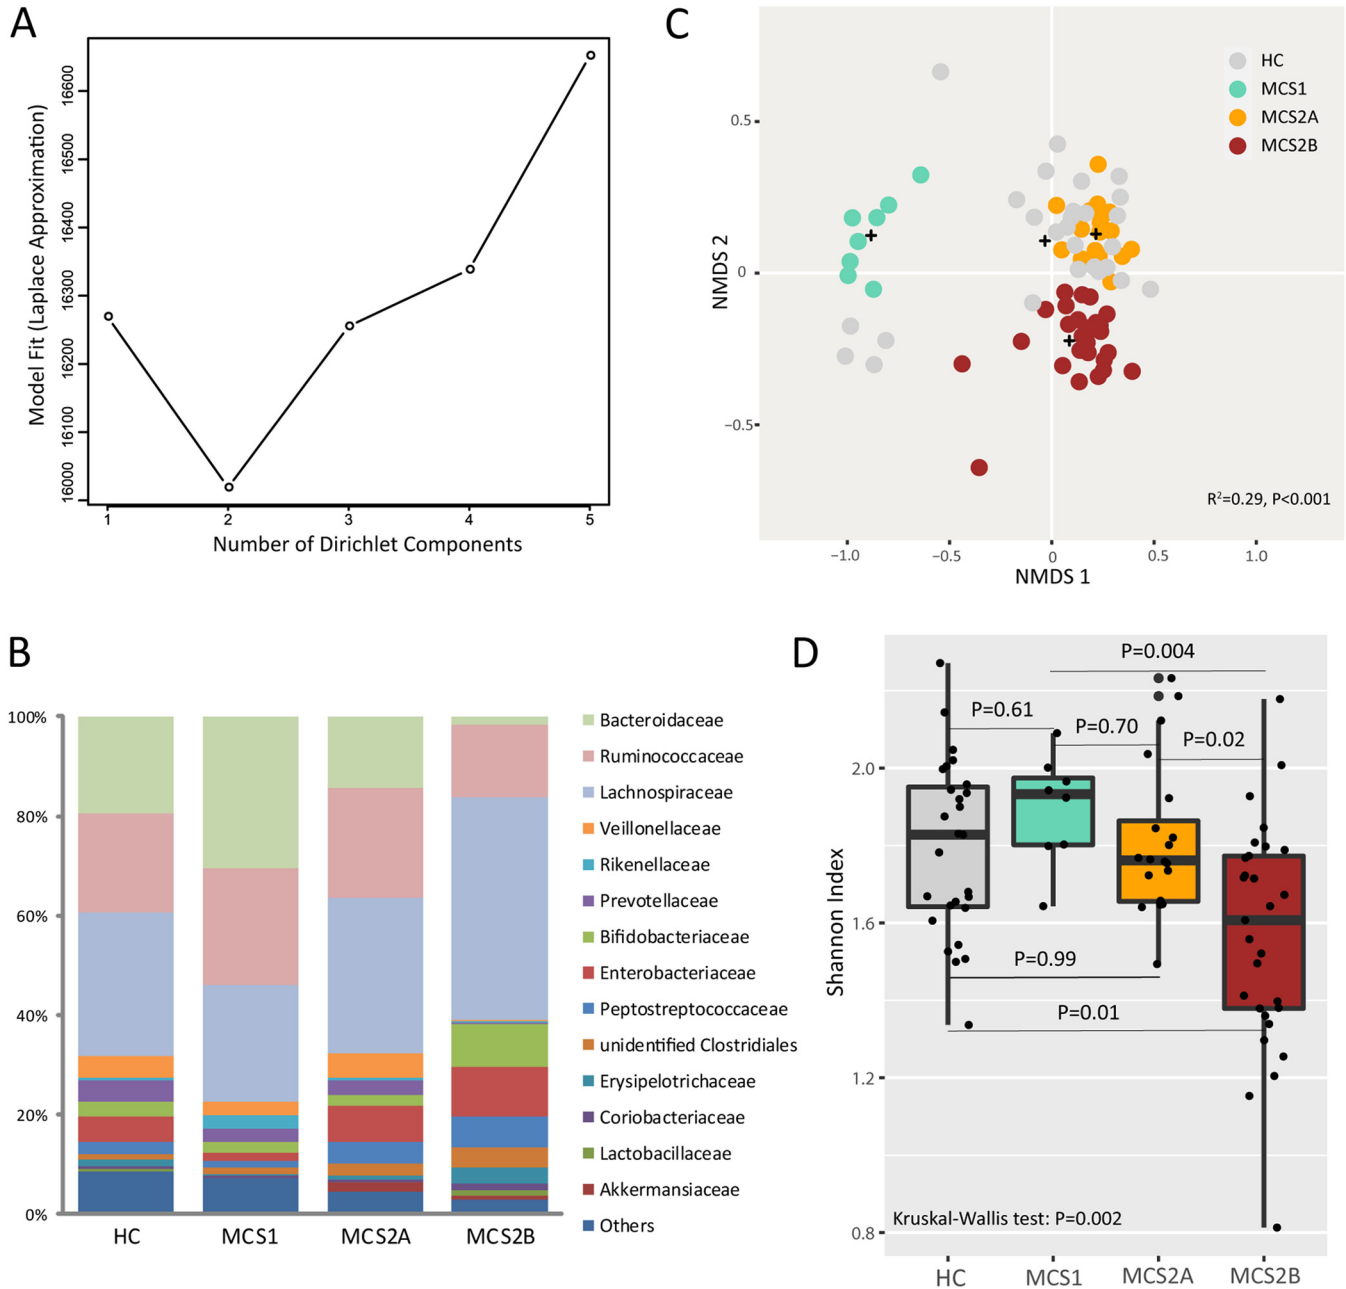 A
16600
16500
16400
16300
16200
16100
16000
Model Fit (Laplace Approximation)
1 2 3 4 5
Number of Dirichlet Components
C
HC
MCS1
MCS2A
MCS2B
0.5
0
−0.5
NMDS 2
R²=0.29, P<0.001
−1.0 −0.5 0 0.5 1.0
NMDS 1
B
100%
80%
60%
40%
20%
0%
HC MCS1 MCS2A MCS2B
Bacteroidaceae
Ruminococcaceae
Lachnospiraceae
Veillonellaceae
Rikenellaceae
Prevotellaceae
Bifidobacteriaceae
Enterobacteriaceae
Peptostreptococcaceae
unidentified Clostridiales
Erysipelotrichaceae
Coriobacteriaceae
Lactobacillaceae
Akkermansiaceae
Others
D
P=0.004
P=0.61
P=0.70
P=0.02
2.0
1.6
1.2
0.8
Shannon Index
P=0.99
P=0.01
Kruskal-Wallis test: P=0.002
HC MCS1 MCS2A MCS2B